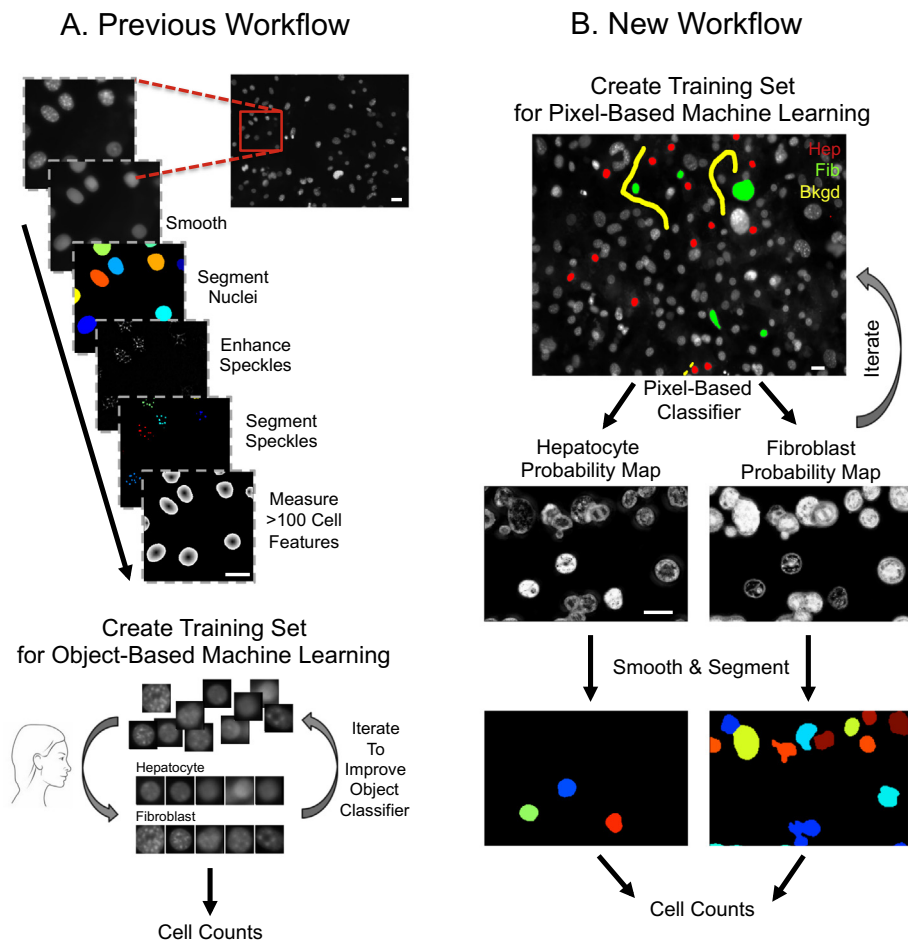 A. Previous Workflow
Smooth
Segment
Nuclei
Enhance
Speckles
Segment
Speckles
Measure
>100 Cell
Features
Create Training Set
for Object-Based Machine Learning
Hepatocyte
Fibroblast
Iterate
To
Improve
Object
Classifier
Cell Counts
B. New Workflow
Create Training Set
for Pixel-Based Machine Learning
Hep
Fib
Bkgd
Iterate
Pixel-Based
Classifier
Hepatocyte
Probability Map
Fibroblast
Probability Map
Smooth & Segment
Cell Counts